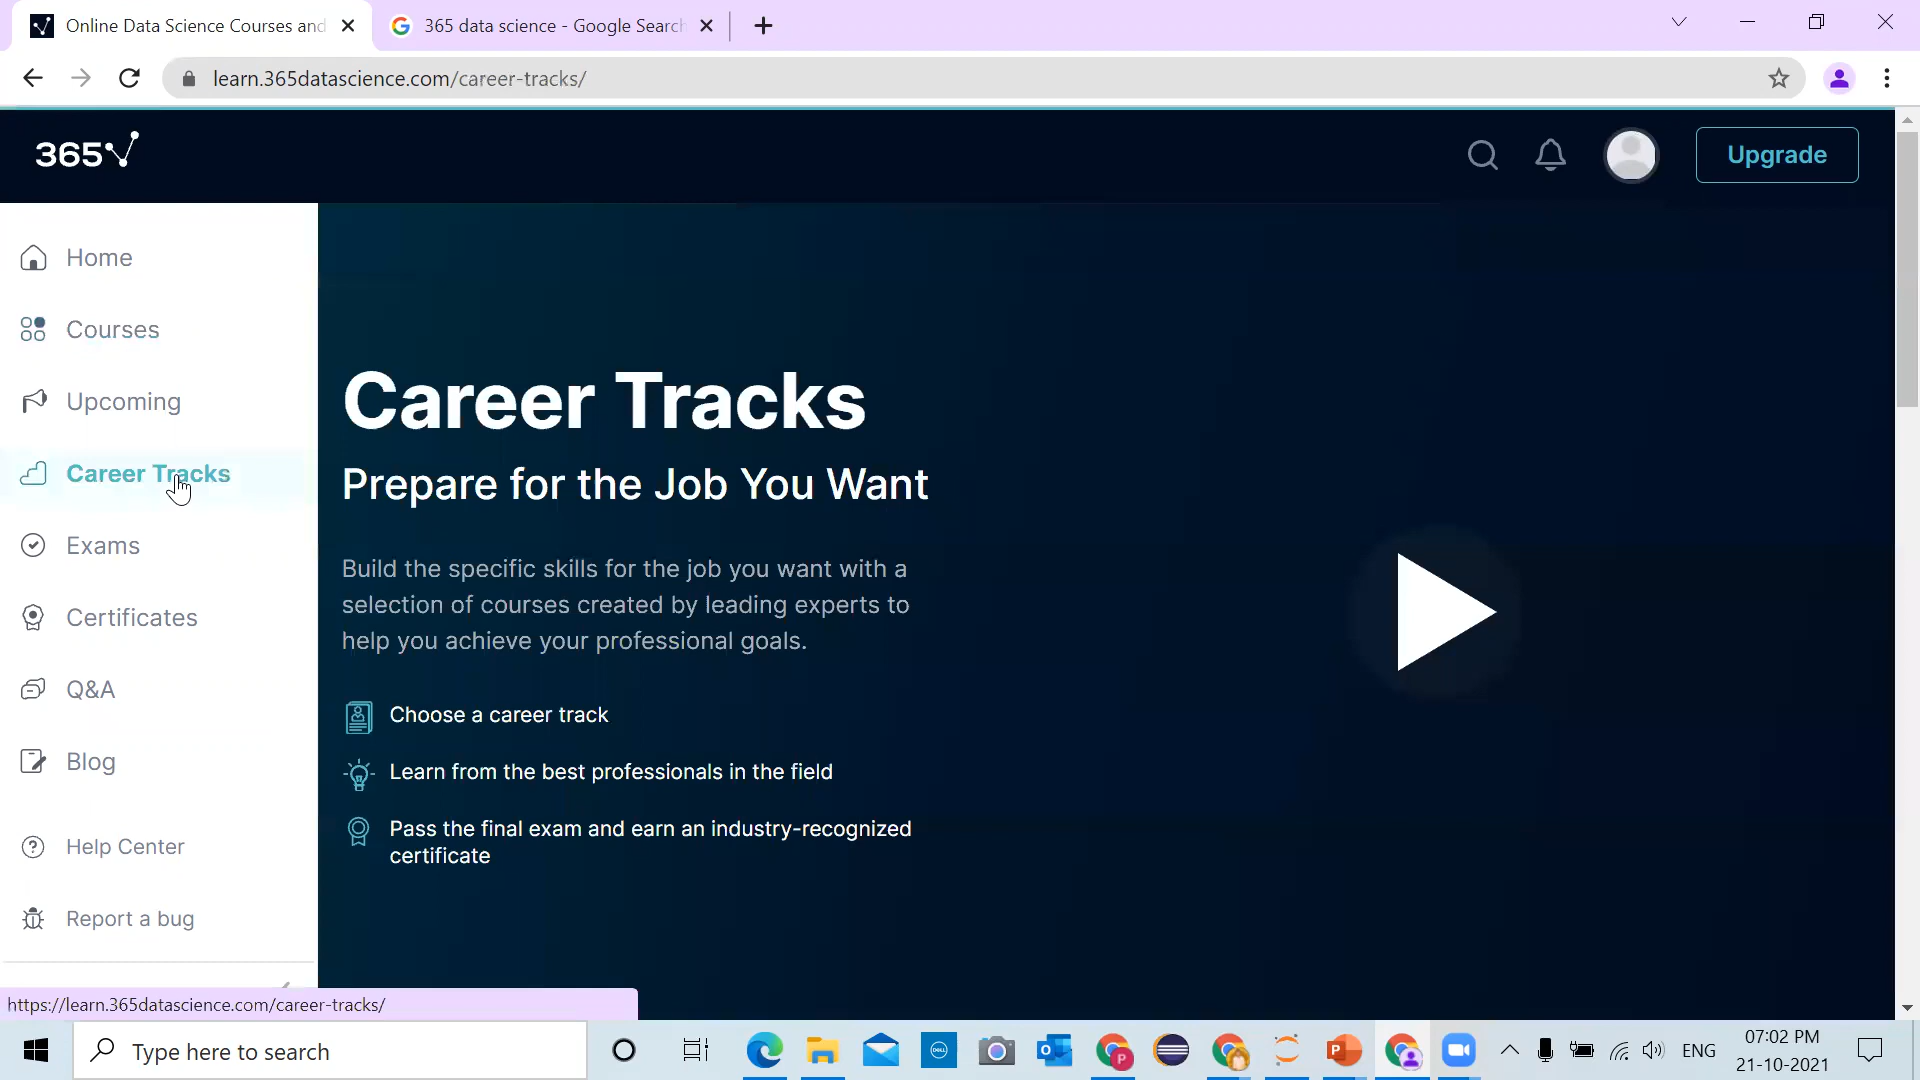 Online Data Science Courses and
365 data science - Google Search
learn.365datascience.com/career-tracks/
365
Upgrade
Home
Courses
Upcoming
Career Tracks
Exams
Certificates
Q&A
Blog
Help Center
Report a bug
Career Tracks
Prepare for the Job You Want
Build the specific skills for the job you want with a
selection of courses created by leading experts to
help you achieve your professional goals.
Choose a career track
Learn from the best professionals in the field
Pass the final exam and earn an industry-recognized
certificate
https://learn.365datascience.com/career-tracks/
Type here to search
DELL
P
P
ENG
07:02 PM
21-10-2021